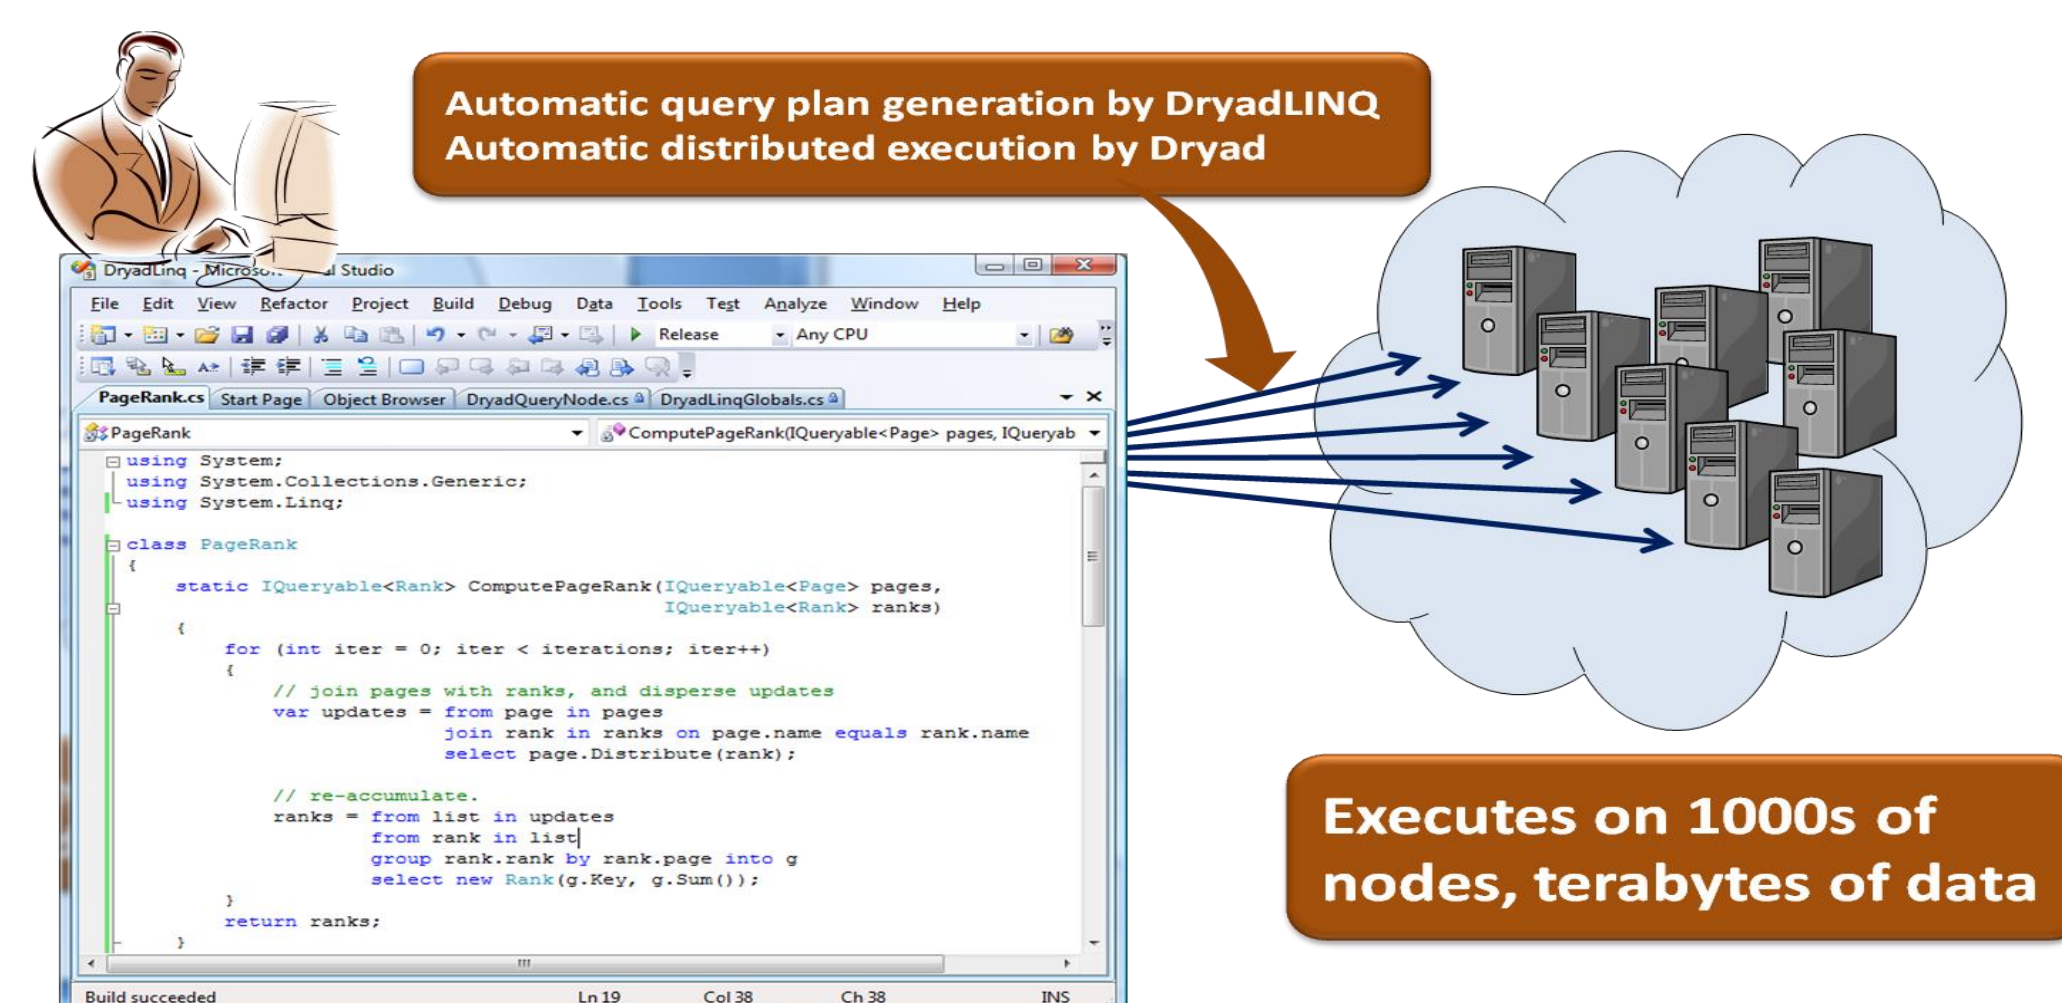 Automatic query plan generation by DryadLINQ
Automatic distributed execution by Dryad
DryadLinq - Microso al Studio
File Edit View Refactor Project Build Debug Data Tools Test Analyze Window Help
Release Any CPU
PageRank.cs Start Page Object Browser DryadQueryNode.cs DryadLinqGlobals.cs
PageRank ComputePageRank(IQueryable<Page> pages, IQueryab
using System;
using System.Collections.Generic;
using System.Linq;
class PageRank
{
static IQueryable<Rank> ComputePageRank(IQueryable<Page> pages,
IQueryable<Rank> ranks)
{
for (int iter = 0; iter < iterations; iter++)
{
// join pages with ranks, and disperse updates
var updates = from page in pages
join rank in ranks on page.name equals rank.name
select page.Distribute(rank);
// re-accumulate.
ranks = from list in updates
from rank in list
group rank.rank by rank.page into g
select new Rank(g.Key, g.Sum());
}
return ranks;
}
Build succeeded Ln 19 Col 38 Ch 38 INS
Executes on 1000s of
nodes, terabytes of data